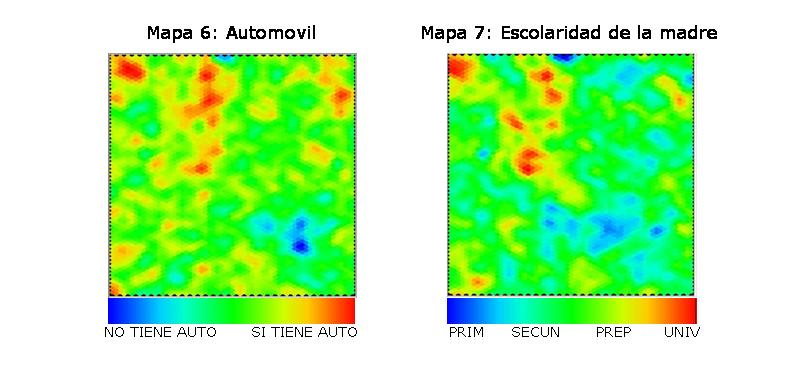 Mapa 6: Automovil
Mapa 7: Escolaridad de la madre
NO TIENE AUTO
SI TIENE AUTO
PRIM
SECUN
PREP
UNIV